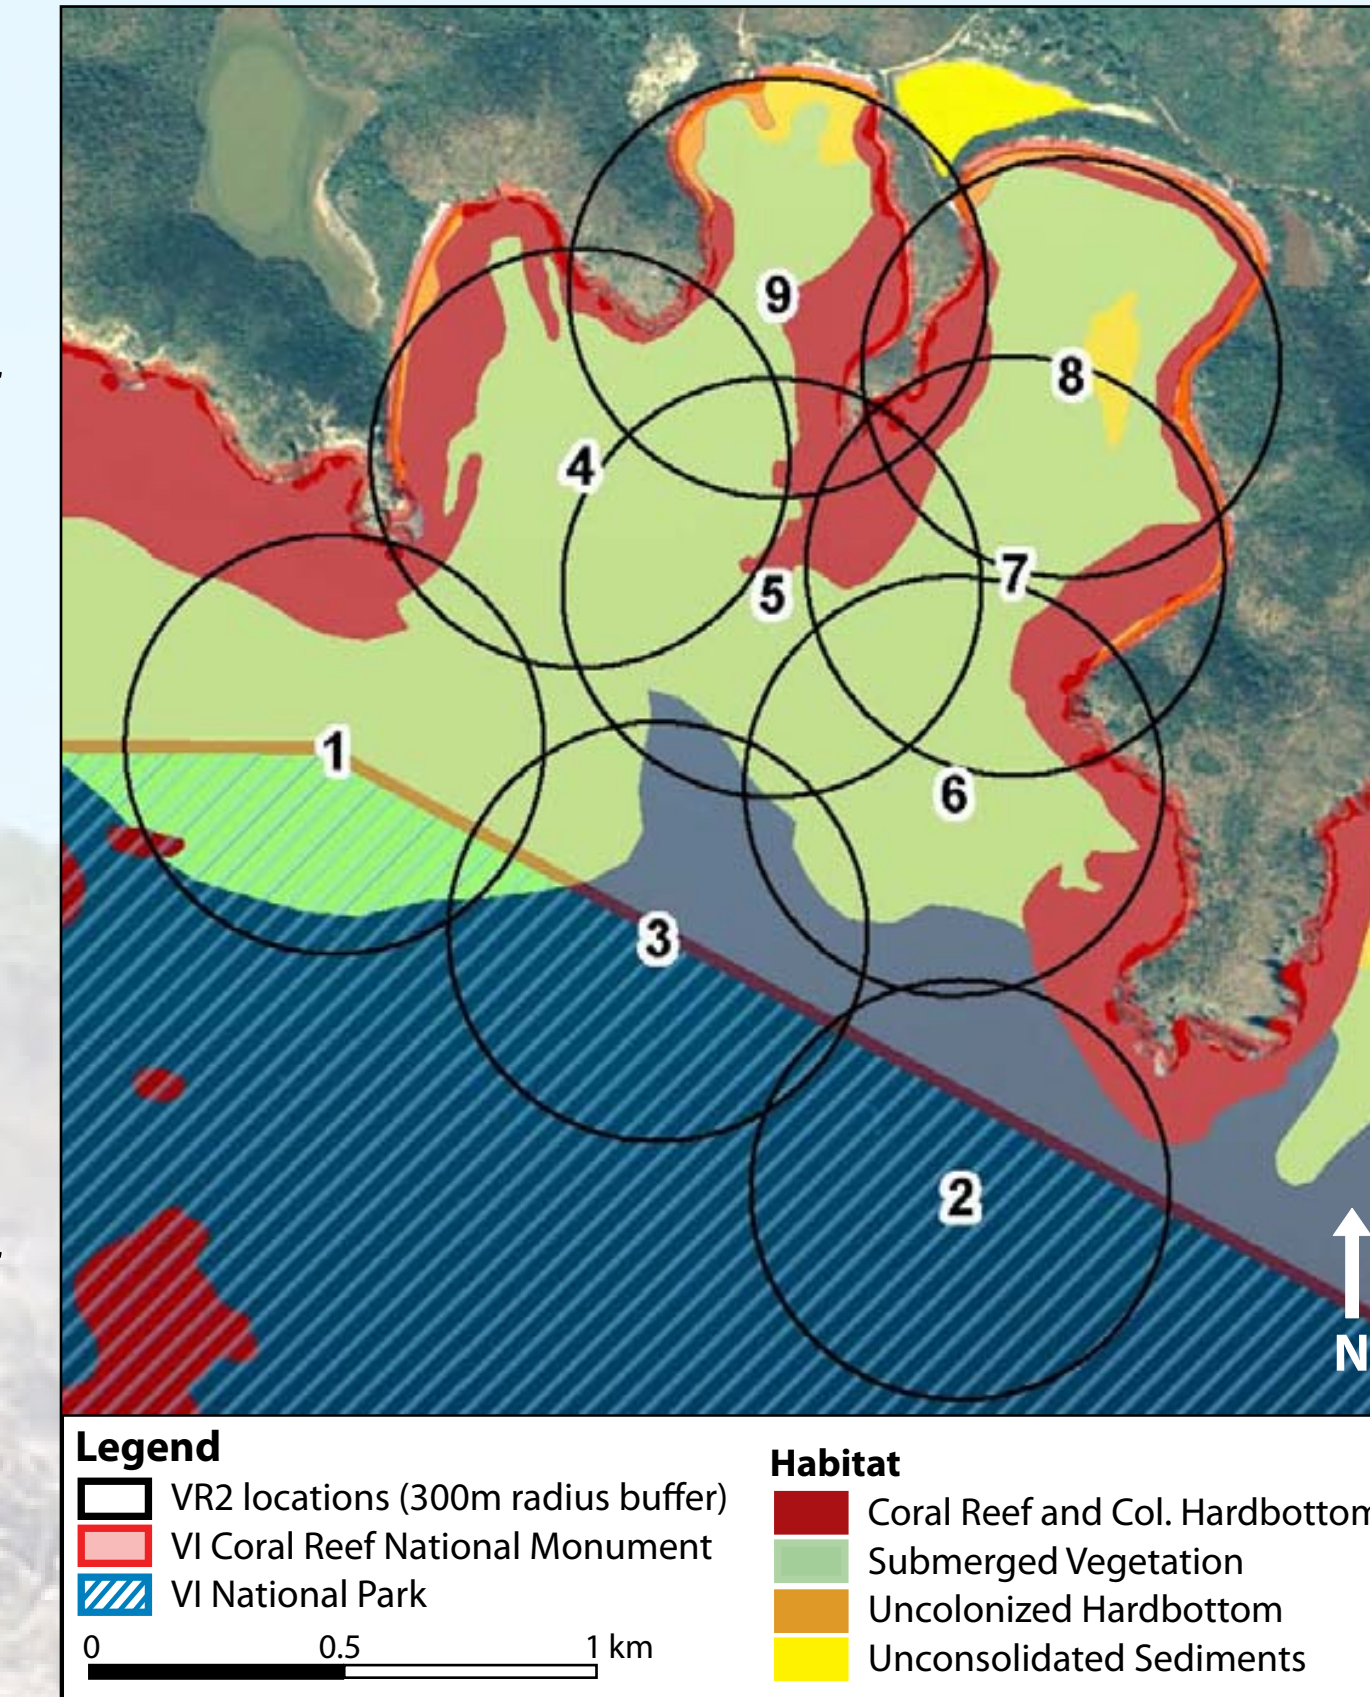 9
8
4
7
5
1
6
3
2
N
Legend
VR2 locations (300m radius buffer)
VI Coral Reef National Monument
VI National Park
0 0.5 1 km
Habitat
Coral Reef and Col. Hardbottom
Submerged Vegetation
Uncolonized Hardbottom
Unconsolidated Sediments